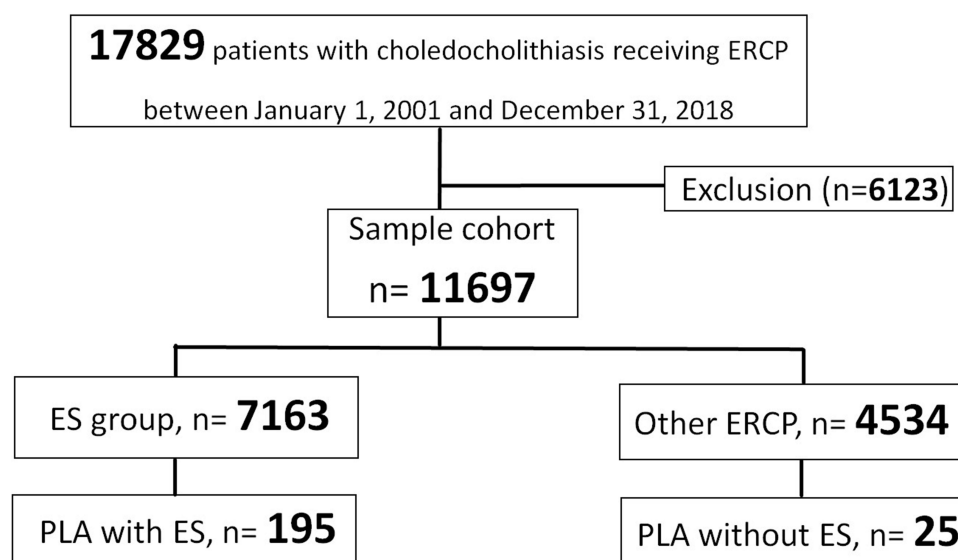 17829 patients with choledocholithiasis receiving ERCP
between January 1, 2001 and December 31, 2018
Exclusion (n=6123)
Sample cohort
n= 11697
ES group, n= 7163
Other ERCP, n= 4534
PLA with ES, n= 195
PLA without ES, n= 25